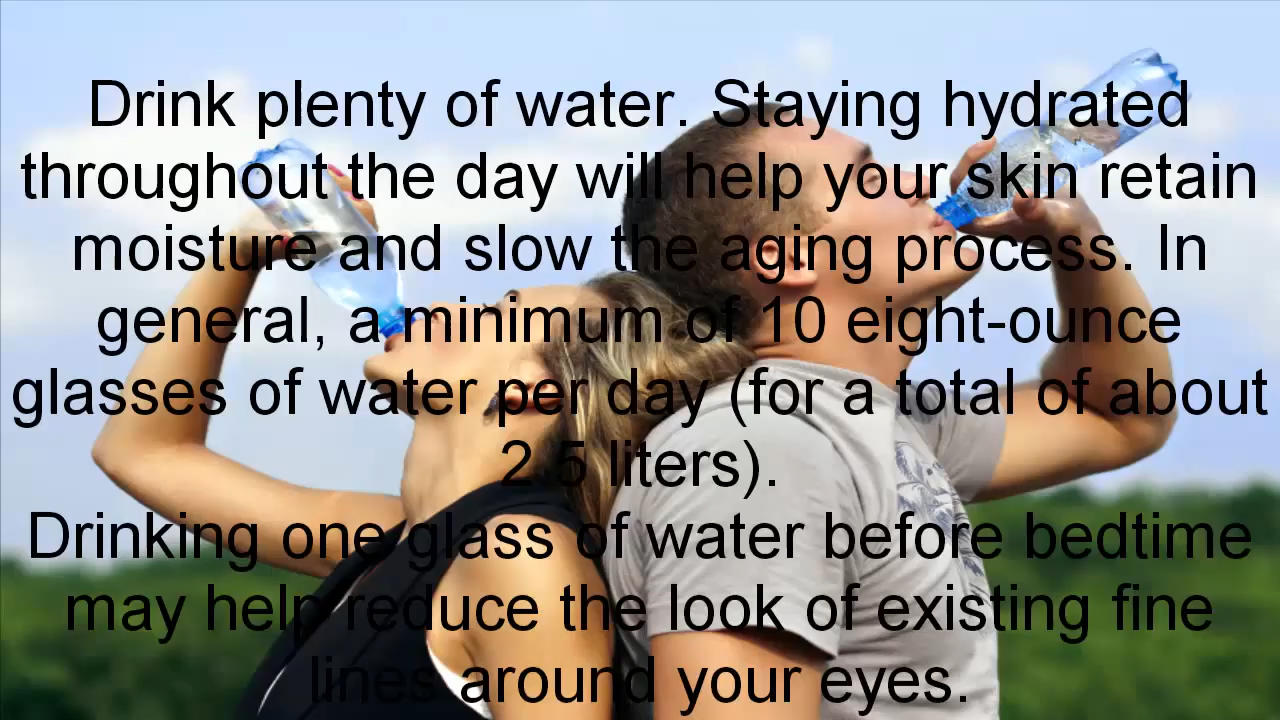 Drink plenty of water. Staying hydrated
throughout the day will help your skin retain
moisture and slow the aging process. In
general, a minimum of 10 eight-ounce
glasses of water per day (for a total of about
2.5 liters).
Drinking one glass of water before bedtime
may help reduce the look of existing fine
lines around your eyes.